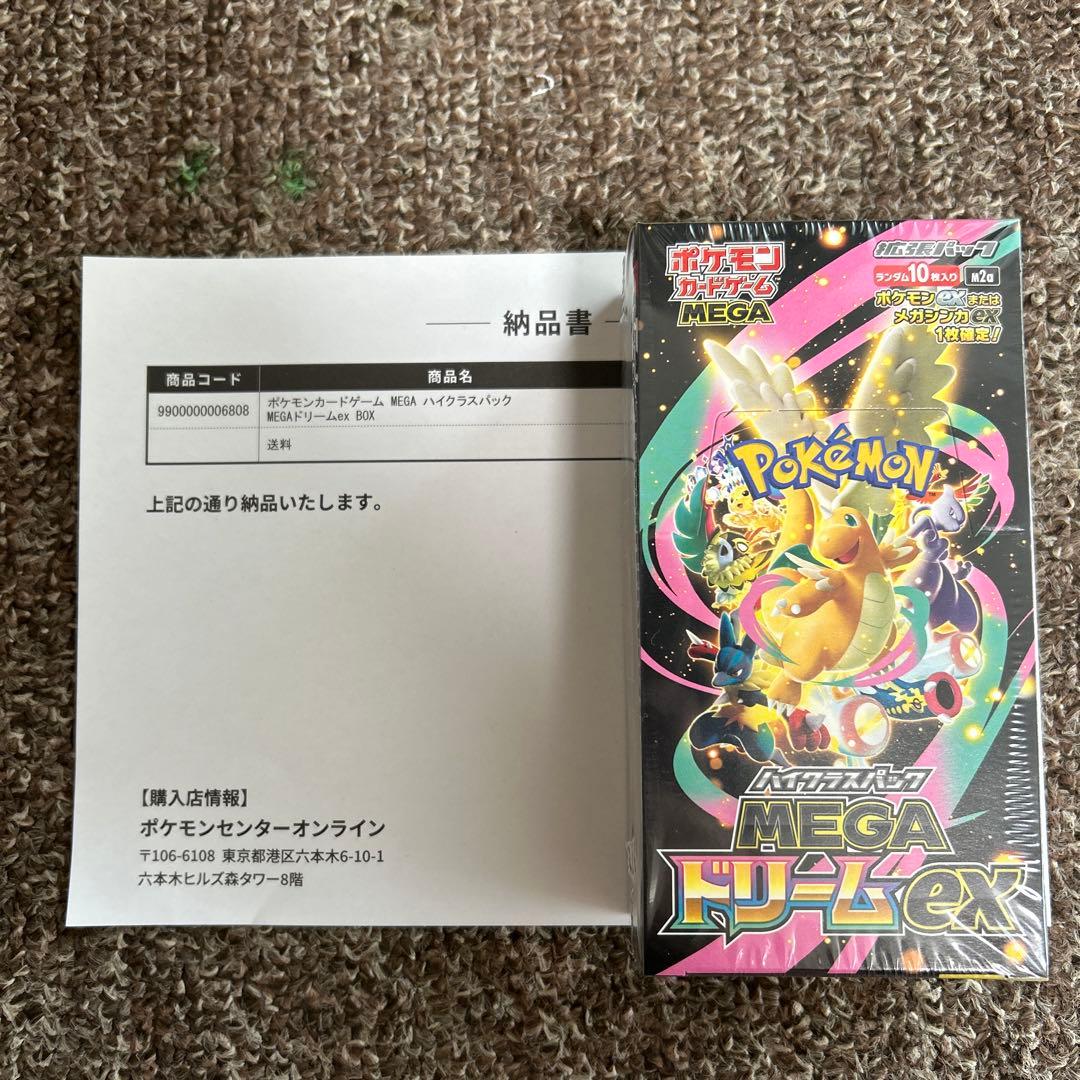 納品書
商品コード
商品名
9900000006808
ポケモンカードゲーム MEGA ハイクラスパック
MEGAドリームex BOX
送料
上記の通り納品いたします。
【購入店情報】
ポケモンセンターオンライン
〒106-6108 東京都港区六本木6-10-1
六本木ヒルズ森タワー8階
ポケモン
カードゲーム
MEGA
拡張パック
ランダム10枚入り M2a
ポケモンexまたは
メガシンカex
1枚確定!
POKéMON
TM
ハイクラスパック
MEGA
ドリームex